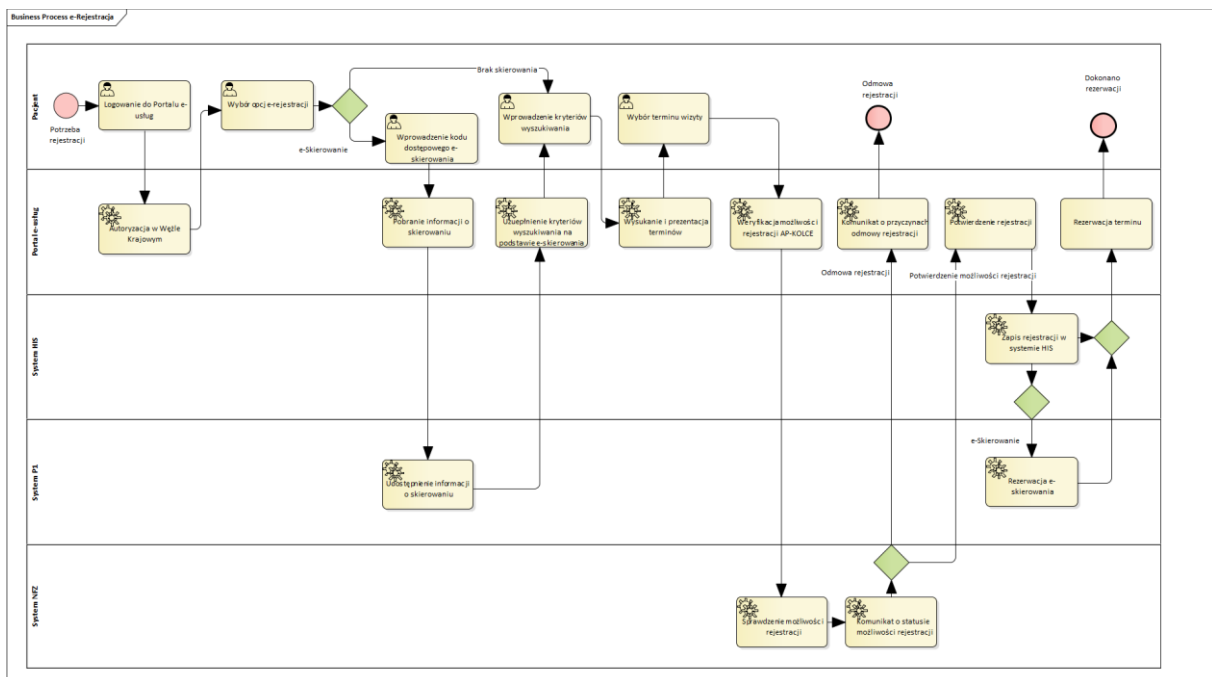 Business Process e-Rejestracja
Pacjent
Potrzeba
rejestracji
Logowanie do Portalu e-
usług
Wybór opcji e-rejestracji
Brak skierowania
e-Skierowanie
Wprowadzenie kodu
dostępowego e-
skierowania
Wprowadzenie kryteriów
wyszukiwania
Wybór terminu wizyty
Odmowa
rejestracji
Dokonano
rezerwacji
Portal e-usług
Autoryzacja w Węźle
Krajowym
Pobranie informacji o
skierowaniu
Uzuepłnienie kryteriów
wyszukiwania na
podstawie e-skierowania
Wysukanie i prezentacja
terminów
Weryfikacja możliwości
rejestracji AP-KOLCE
Komunikat o przyczynach
odmowy rejestracji
Potwierdzenie rejestracji
Rezerwacja terminu
Odmowa rejestracji
Potwierdzenie możliwości rejestracji
System HIS
Zapis rejestracji w
systemie HIS
System P1
Udostępnienie informacji
o skierowaniu
e-Skierowanie
Rezerwacja e-
skierowania
System NFZ
Sprawdzenie możliwości
rejestracji
Komunikat o statusie
możliwości rejestracji